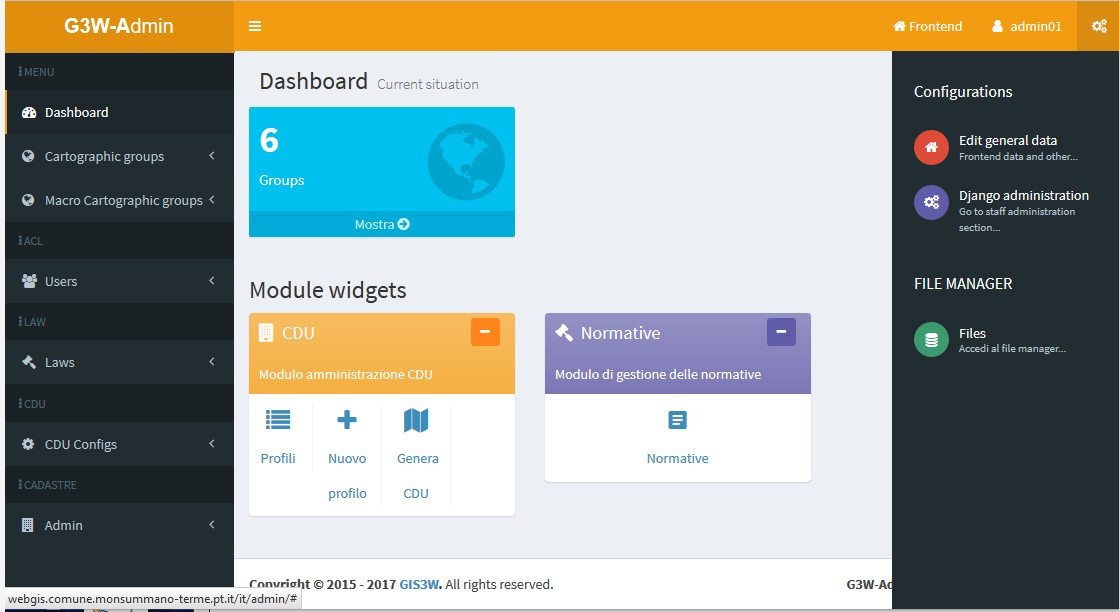 G3W-Admin
Frontend
admin01
MENU
Dashboard
Cartographic groups
Macro Cartographic groups
ACL
Users
LAW
Laws
CDU
CDU Configs
CADASTRE
Admin
Dashboard Current situation
6
Groups
Mostra
Module widgets
CDU
Modulo amministrazione CDU
Profili
Nuovo
profilo
Genera
CDU
Normative
Modulo di gestione delle normative
Normative
Configurations
Edit general data
Frontend data and other...
Django administration
Go to staff administration
section...
FILE MANAGER
Files
Accedi al file manager...
Copyright © 2015 - 2017 GIS3W. All rights reserved.
G3W-Ad
webgis.comune.monsummano-terme.pt.it/it/admin/#